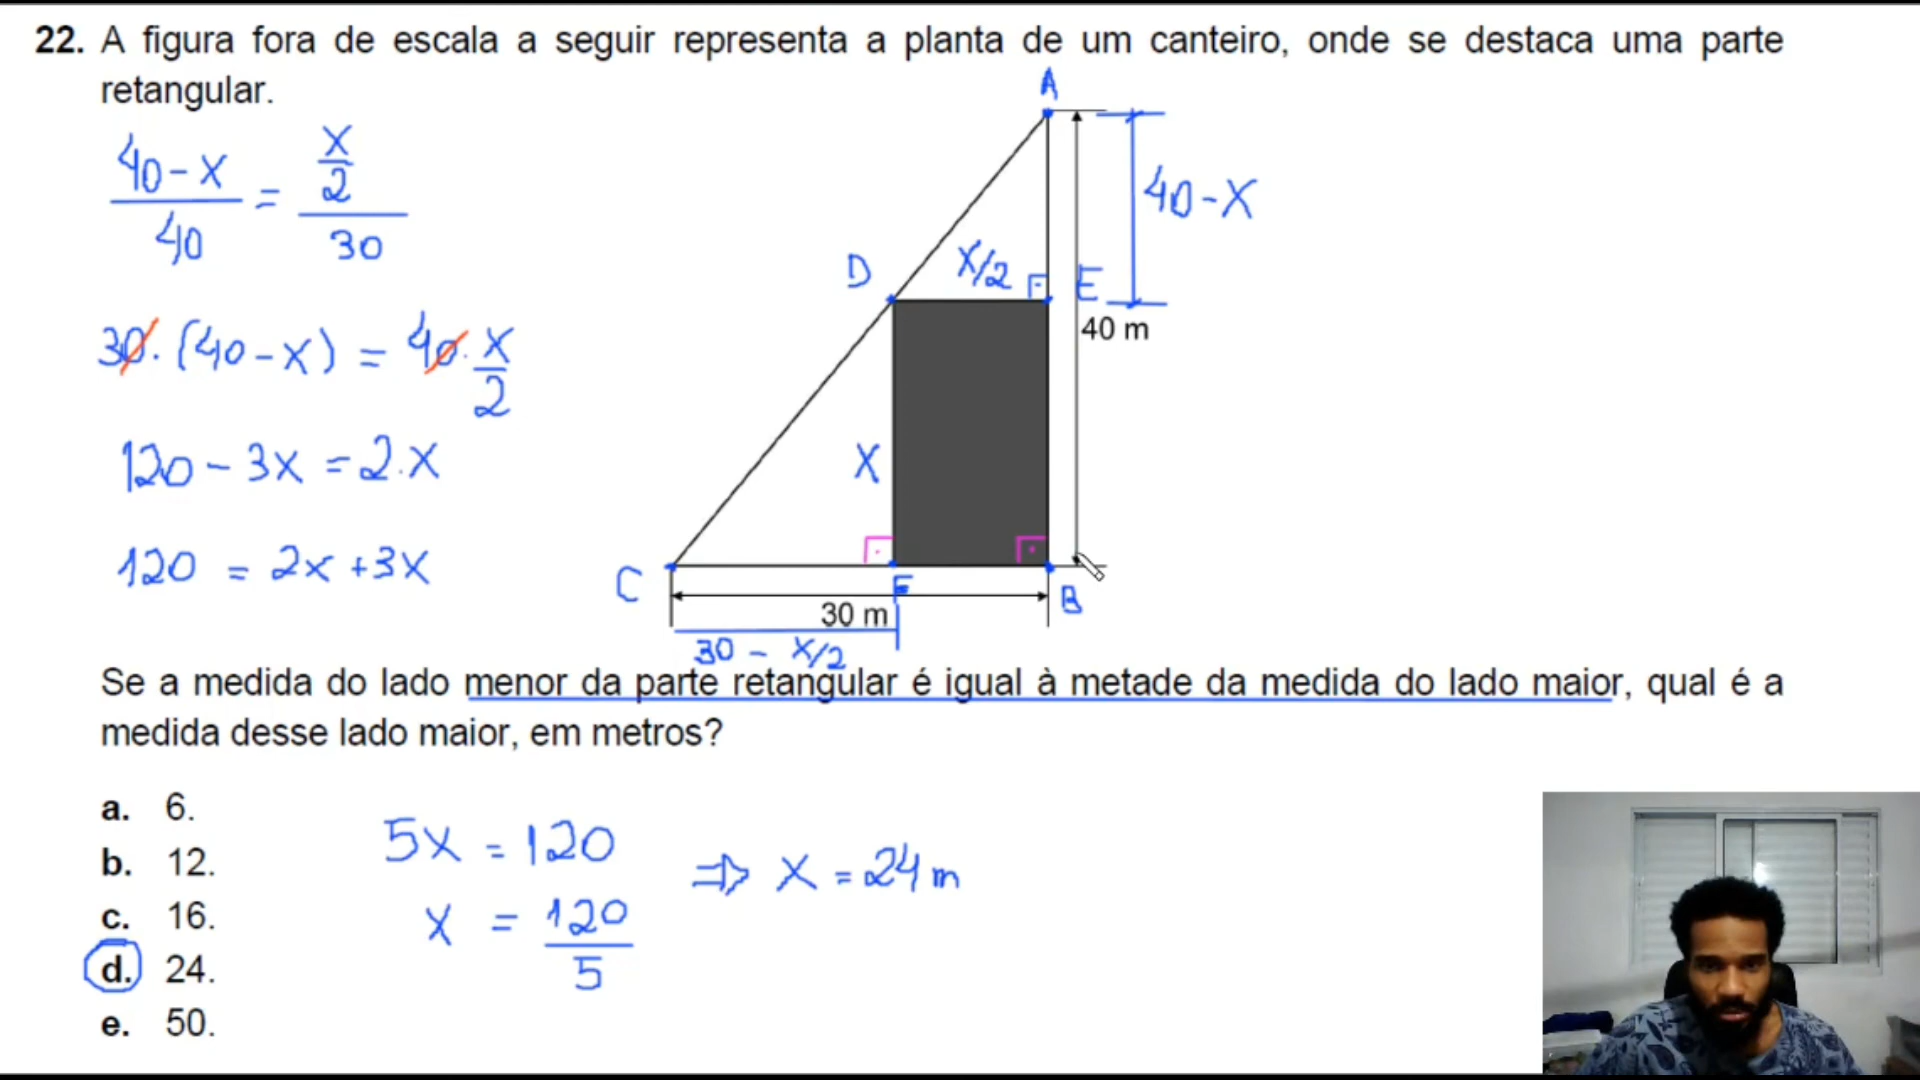 22. A figura fora de escala a seguir representa a planta de um canteiro, onde se destaca uma parte
retangular.
A
40-x / 40 = x/2 / 30
40-x
D
x/2
E
40 m
30.(40-x) = 40.x/2
x
120-3x=2.x
120 = 2x+3x
C
F
B
30 m
30 - x/2
Se a medida do lado menor da parte retangular é igual à metade da medida do lado maior, qual é a
medida desse lado maior, em metros?
a. 6.
b. 12.
c. 16.
d. 24.
e. 50.
5x = 120
⇒ x = 24 m
x = 120/5